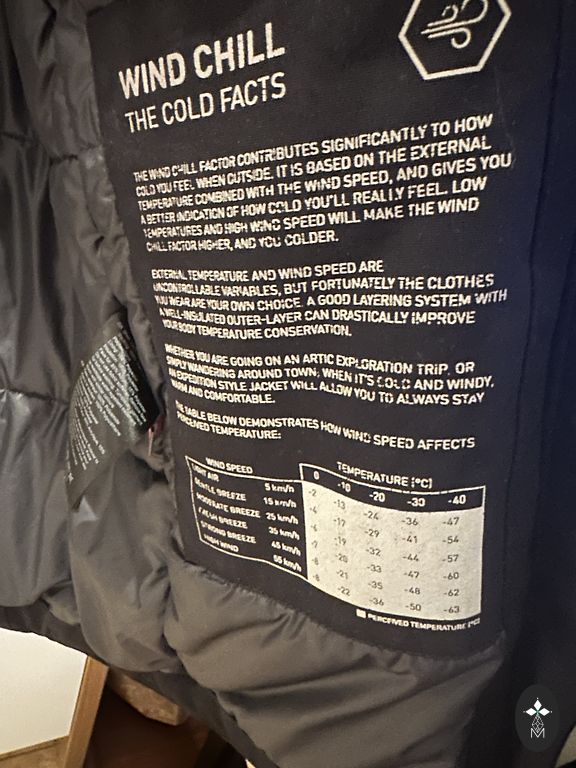 WIND CHILL
THE COLD FACTS
THE WIND CHILL FACTOR CONTRIBUTES SIGNIFICANTLY TO HOW
COLD YOU FEEL WHEN OUTSIDE. IT IS BASED ON THE EXTERNAL
TEMPERATURE COMBINED WITH THE WIND SPEED, AND GIVES YOU
A BETTER INDICATION OF HOW COLD YOU'LL REALLY FEEL. LOW
TEMPERATURES AND HIGH WIND SPEED WILL MAKE THE WIND
CHILL FACTOR HIGHER, AND YOU COLDER.
EXTERNAL TEMPERATURE AND WIND SPEED ARE
UNCONTROLLABLE VARIABLES, BUT FORTUNATELY THE CLOTHES
YOU WEAR ARE YOUR OWN CHOICE. A GOOD LAYERING SYSTEM WITH
A WELL-INSULATED OUTER-LAYER CAN DRASTICALLY IMPROVE
YOUR BODY TEMPERATURE CONSERVATION.
WHETHER YOU ARE GOING ON AN ARTIC EXPLORATION TRIP, OR
SIMPLY WANDERING AROUND TOWN; WHEN IT'S COLD AND WINDY,
AN EXPEDITION STYLE JACKET WILL ALLOW YOU TO ALWAYS STAY
WARM AND COMFORTABLE.
THE TABLE BELOW DEMONSTRATES HOW WIND SPEED AFFECTS
PERCEIVED TEMPERATURE:
WIND SPEED TEMPERATURE [°C]
0 -10 -20 -30 -40
LIGHT AIR 5 km/h -2 -13 -24 -36 -47
GENTLE BREEZE 15 km/h -4 -17 -29 -41 -54
MODERATE BREEZE 25 km/h -6 -19 -32 -44 -57
FRESH BREEZE 35 km/h -7 -20 -33 -47 -60
STRONG BREEZE 45 km/h -8 -21 -35 -48 -62
HIGH WIND 55 km/h -8 -22 -36 -50 -63
PERCEIVED TEMPERATURE [°C]
M